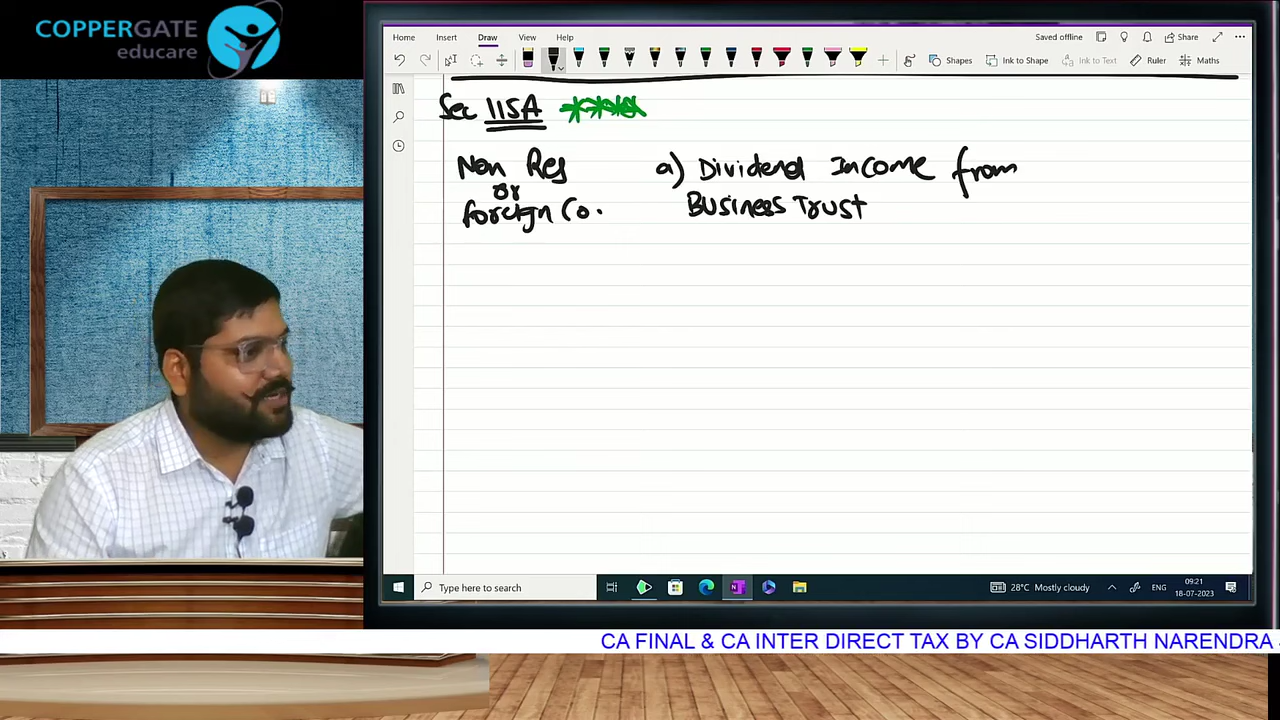 COPPERGATE
educare
Home Insert Draw View Help
Saved offline
Share
Shapes
Ink to Shape
Ink to Text
Ruler
Maths
Sec 115A
Non Res
or
foreign Co.
a) Dividend Income from
Business Trust
Type here to search
28°C Mostly cloudy
ENG
09:21
18-07-2023
CA FINAL & CA INTER DIRECT TAX BY CA SIDDHARTH NARENDRA